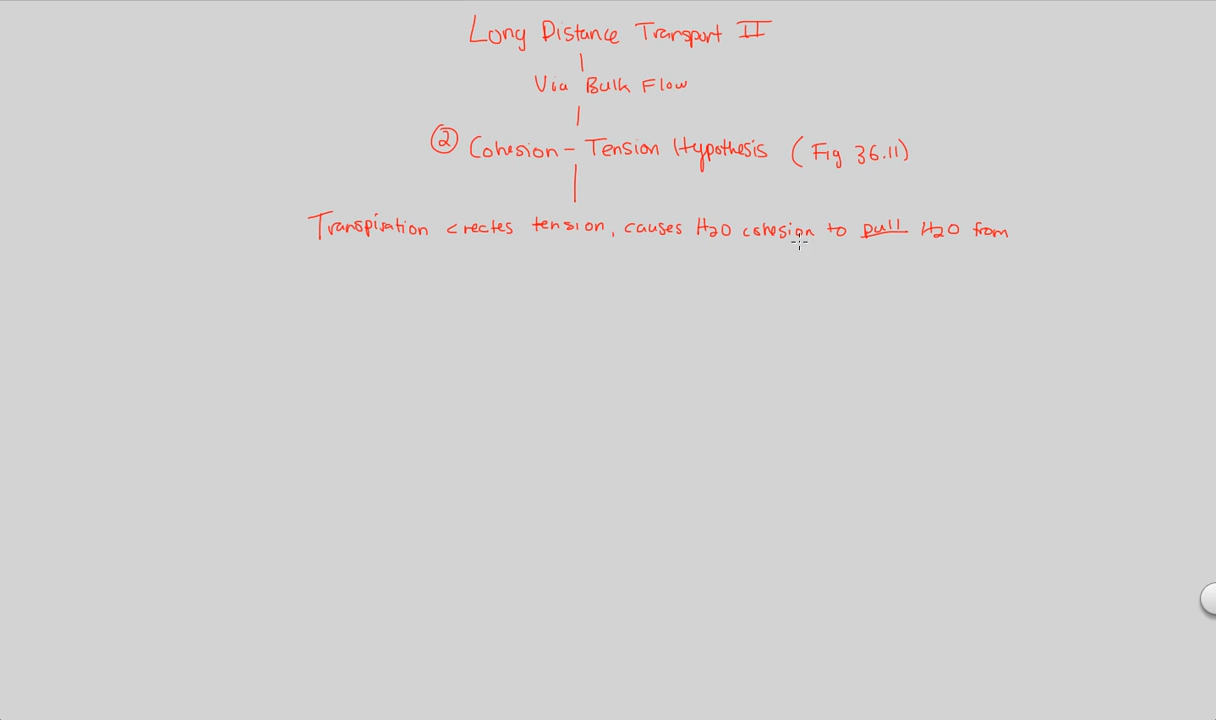 Long Distance Transport II
Via Bulk Flow
② Cohesion - Tension Hypothesis (Fig 36.11)
Transpiration creates tension, causes H2O cohesion to pull H2O from